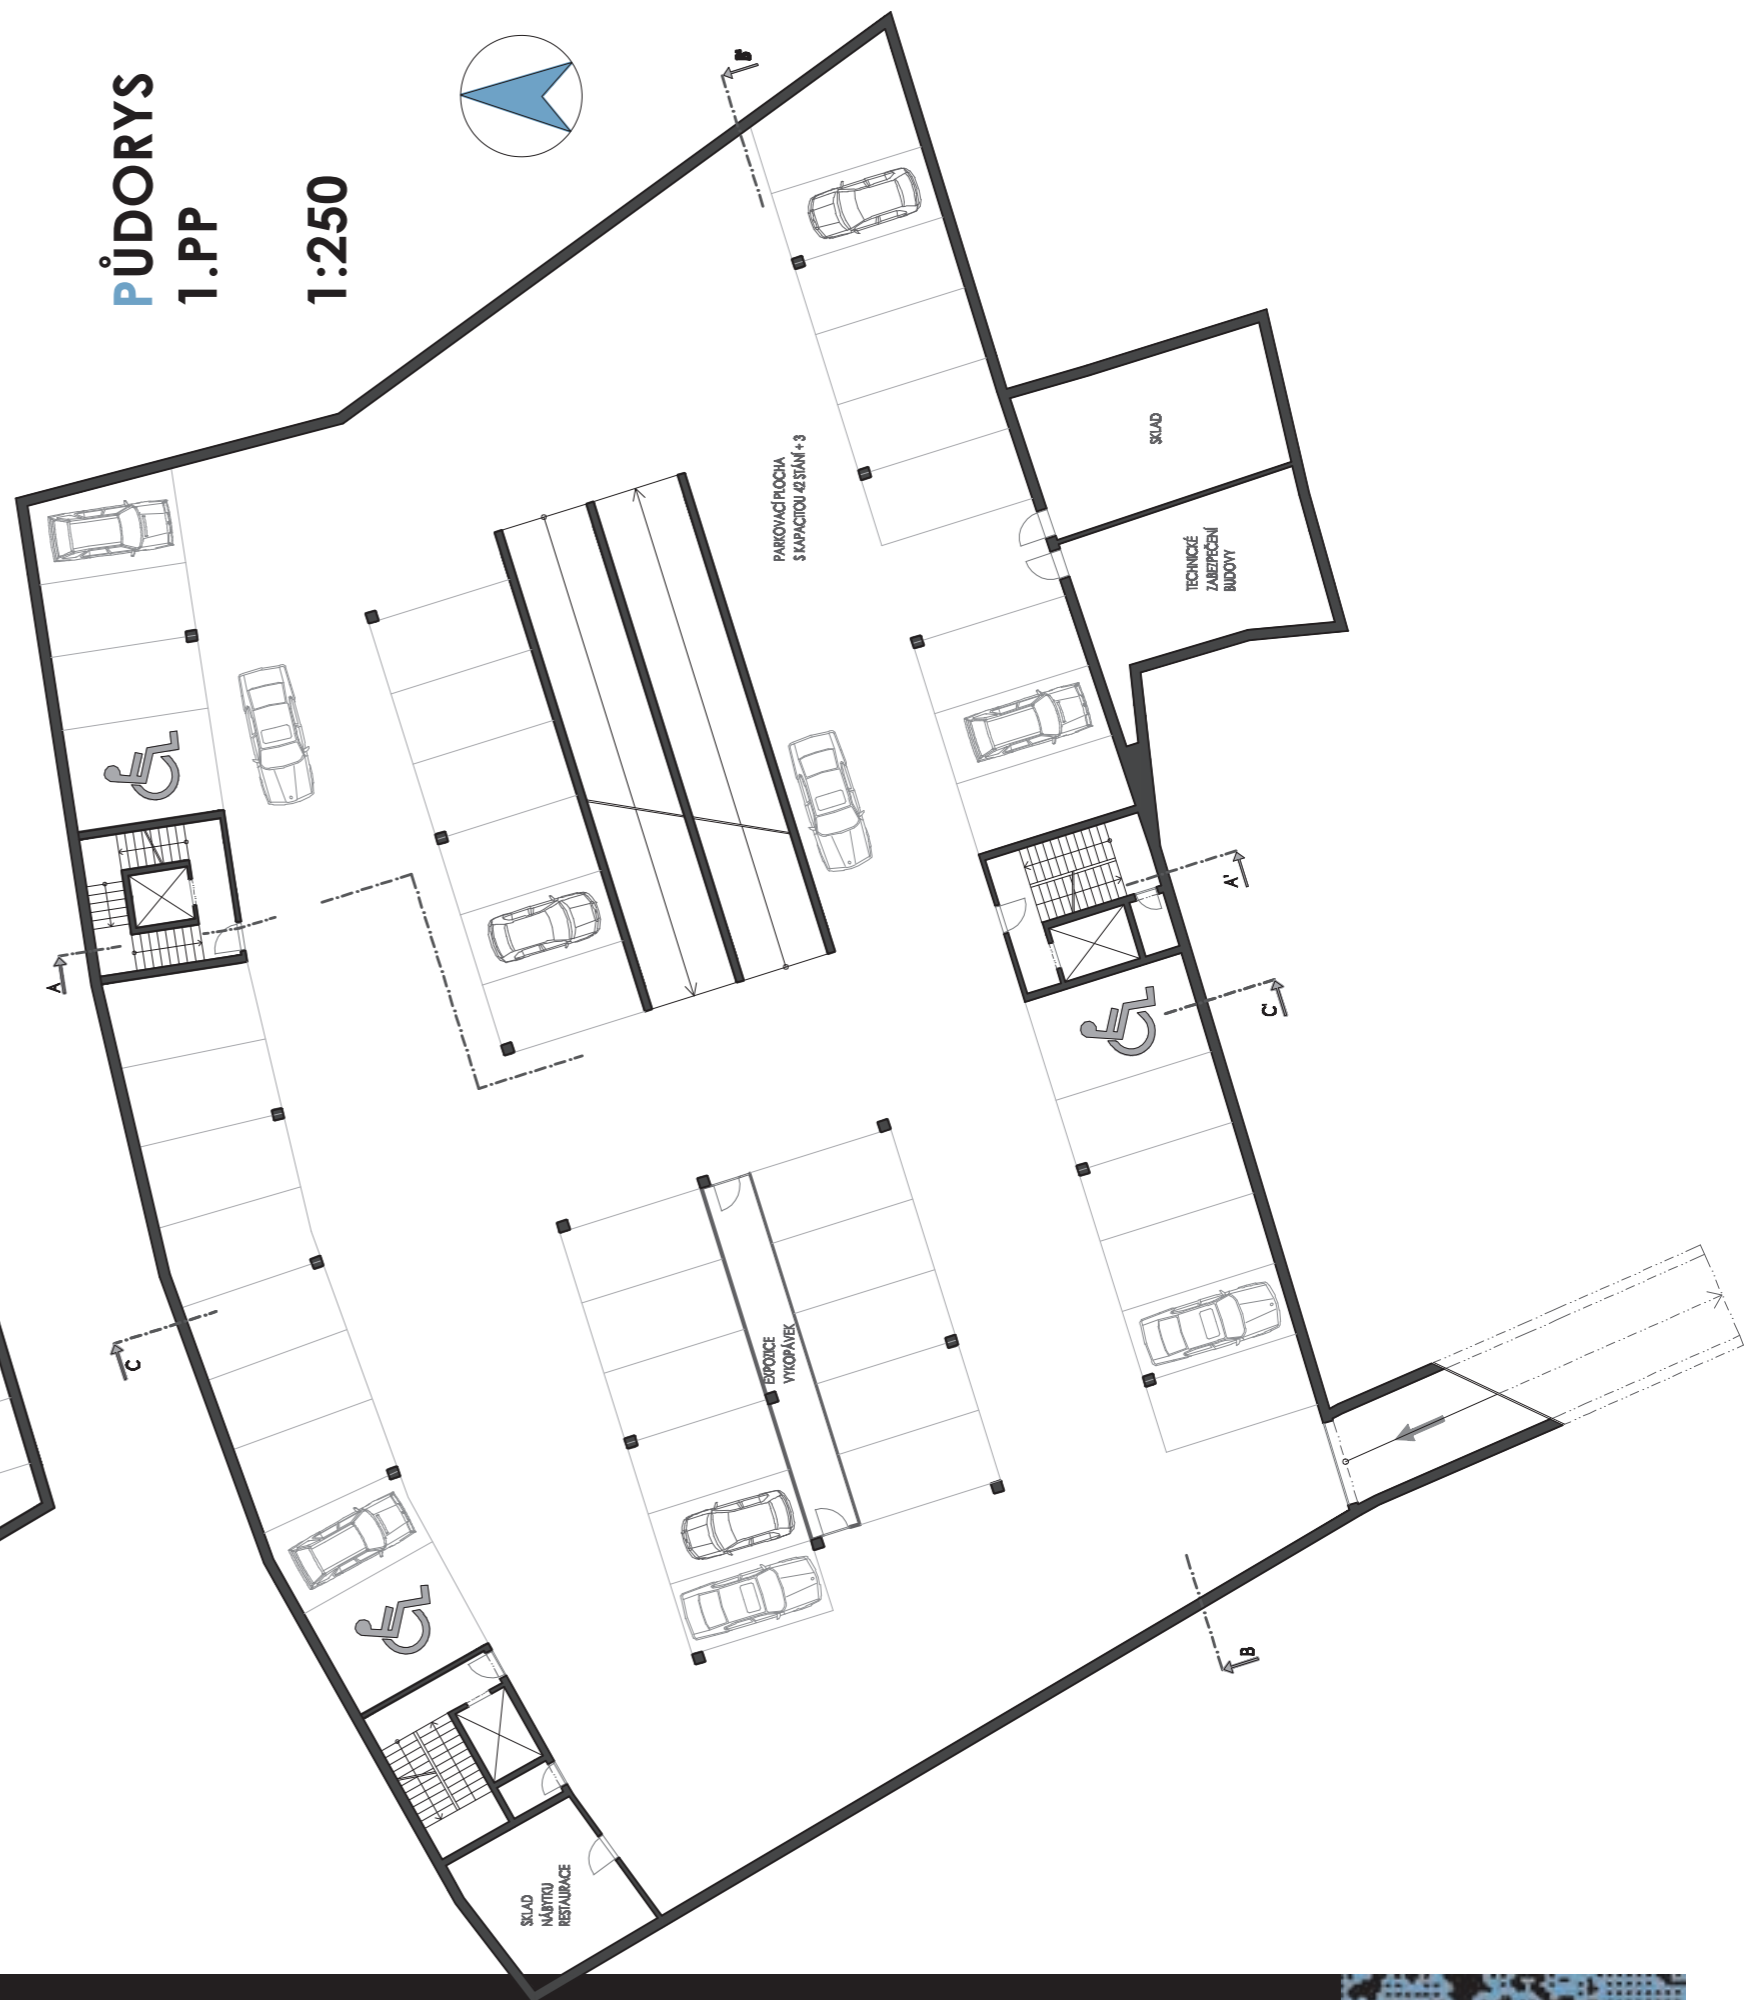 PŮDORYS
1.PP
1:250
B'
PARKOVACÍ PLOCHA
S KAPACITOU 42 STÁNÍ + 3
SKLAD
TECHNICKÉ
ZABEZPEČENÍ
BUDOVY
A
A'
C'
C
EXPOZICE
VYKOPÁVEK
B
SKLAD
NÁBYTKU
RESTAURACE